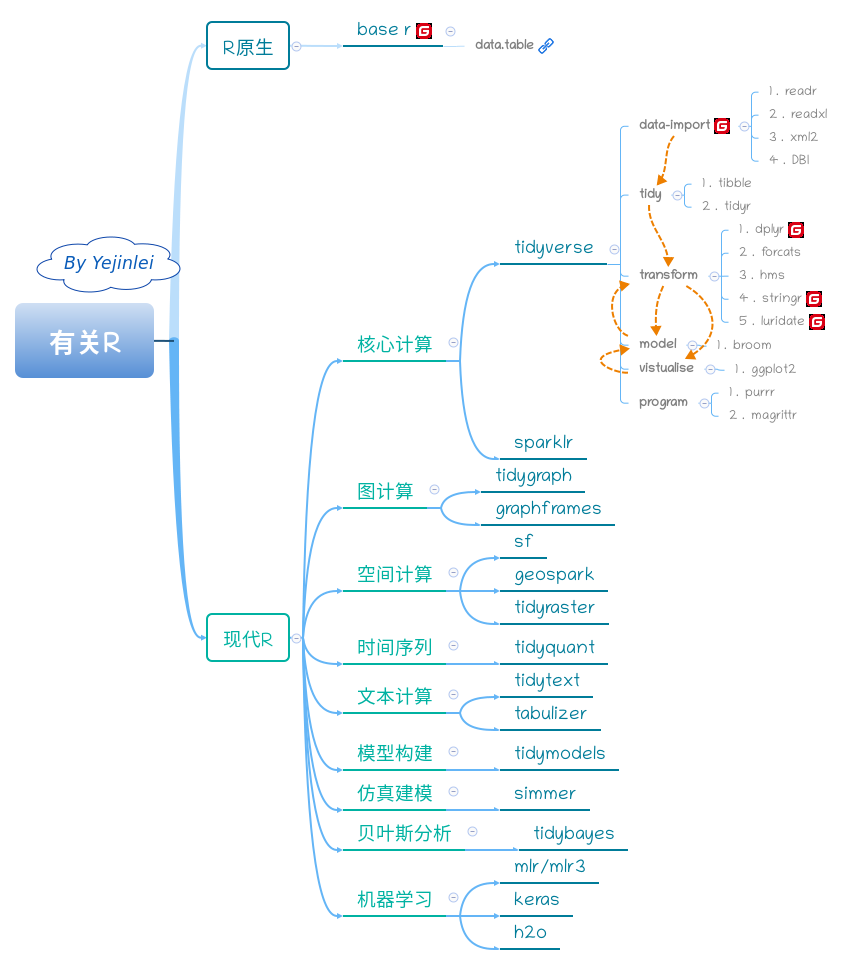 R原生
base r
data.table
By Yejinlei
有关R
现代R
核心计算
tidyverse
data-import
1. readr
2. readxl
3. xml2
4. DBI
tidy
1. tibble
2. tidyr
transform
1. dplyr
2. forcats
3. hms
4. stringr
5. luridate
model
1. broom
vistualise
1. ggplot2
program
1. purrr
2. magrittr
sparklr
图计算
tidygraph
graphframes
空间计算
sf
geospark
tidyraster
时间序列
tidyquant
文本计算
tidytext
tabulizer
模型构建
tidymodels
仿真建模
simmer
贝叶斯分析
tidybayes
机器学习
mlr/mlr3
keras
h2o